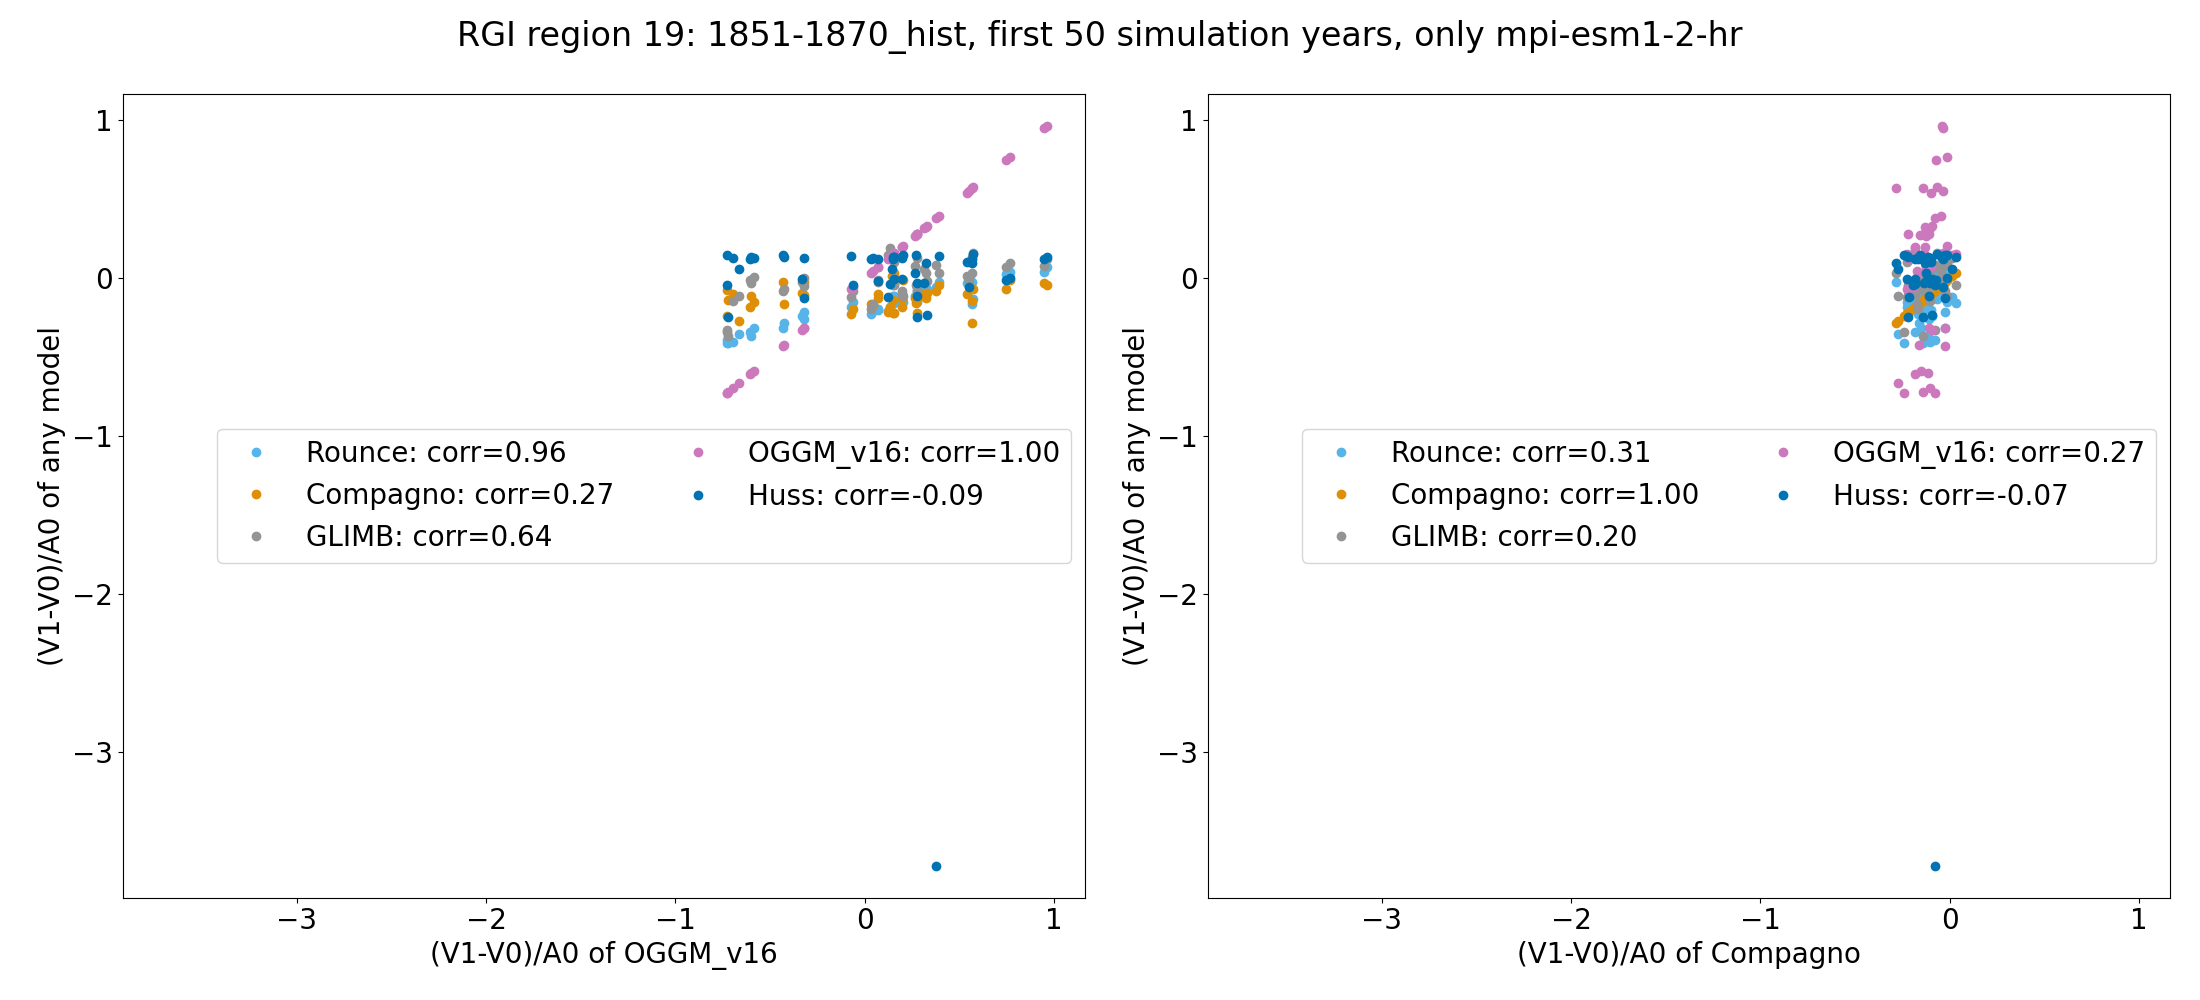 RGI region 19: 1851-1870_hist, first 50 simulation years, only mpi-esm1-2-hr
(V1-V0)/A0 of any model
1
0
−1
−2
−3
Rounce: corr=0.96
Compagno: corr=0.27
GLIMB: corr=0.64
OGGM_v16: corr=1.00
Huss: corr=-0.09
−3
−2
−1
0
1
(V1-V0)/A0 of OGGM_v16
(V1-V0)/A0 of any model
1
0
−1
−2
−3
Rounce: corr=0.31
Compagno: corr=1.00
GLIMB: corr=0.20
OGGM_v16: corr=0.27
Huss: corr=-0.07
−3
−2
−1
0
1
(V1-V0)/A0 of Compagno